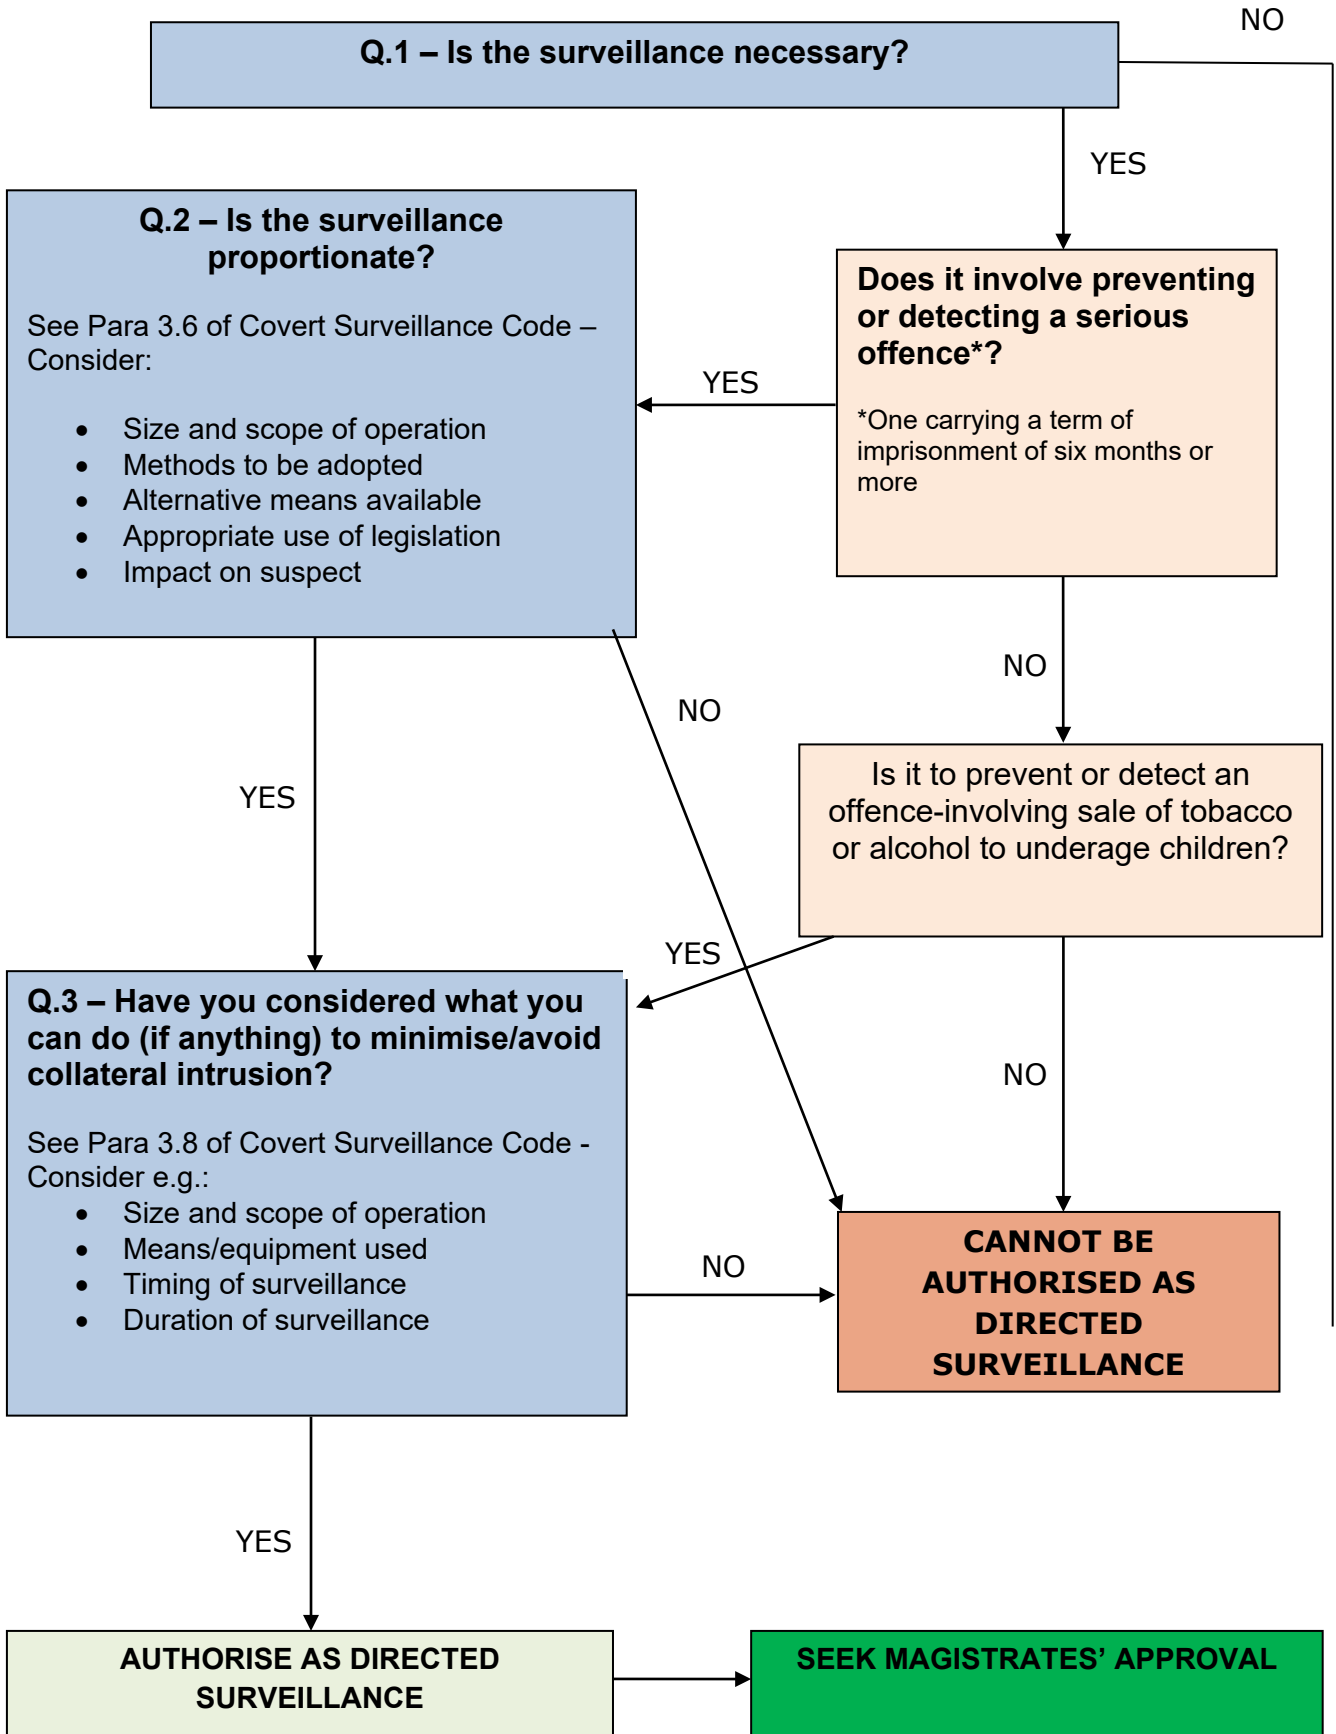 NO
Q.1 – Is the surveillance necessary?
YES
Q.2 – Is the surveillance
proportionate?
See Para 3.6 of Covert Surveillance Code –
Consider:
• Size and scope of operation
• Methods to be adopted
• Alternative means available
• Appropriate use of legislation
• Impact on suspect
YES
Does it involve preventing
or detecting a serious
offence*?
*One carrying a term of
imprisonment of six months or
more
NO
NO
YES
Is it to prevent or detect an
offence-involving sale of tobacco
or alcohol to underage children?
YES
NO
Q.3 – Have you considered what you
can do (if anything) to minimise/avoid
collateral intrusion?
See Para 3.8 of Covert Surveillance Code -
Consider e.g.:
• Size and scope of operation
• Means/equipment used
• Timing of surveillance
• Duration of surveillance
NO
CANNOT BE
AUTHORISED AS
DIRECTED
SURVEILLANCE
YES
AUTHORISE AS DIRECTED
SURVEILLANCE
SEEK MAGISTRATES’ APPROVAL